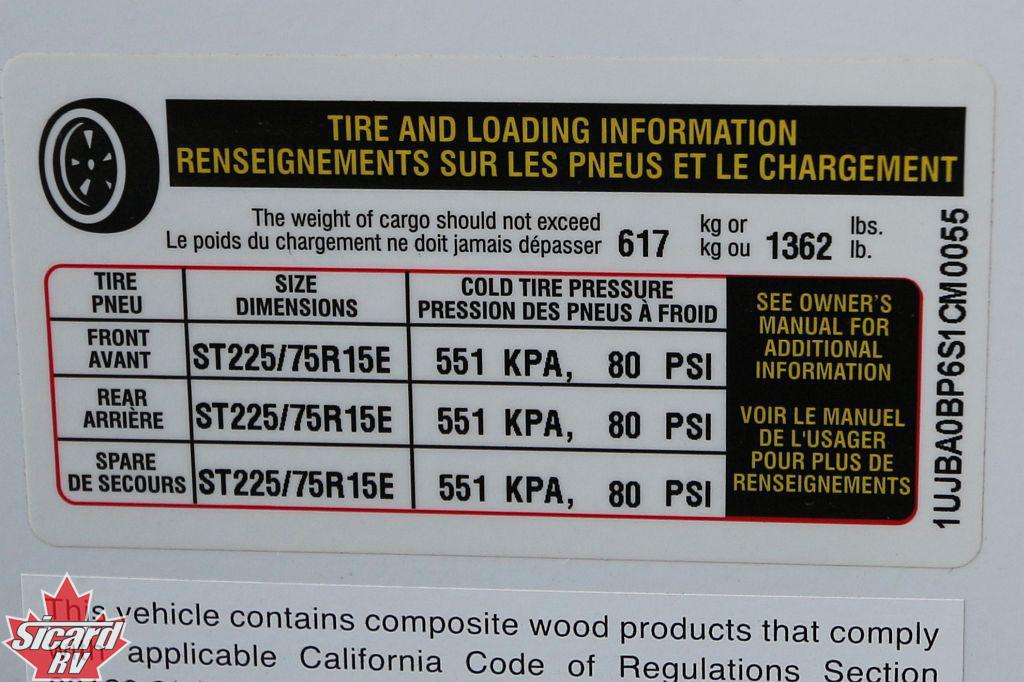 TIRE AND LOADING INFORMATION
RENSEIGNEMENTS SUR LES PNEUS ET LE CHARGEMENT
The weight of cargo should not exceed
Le poids du chargement ne doit jamais dépasser
617
kg or
kg ou
1362
lbs.
lb.
TIRE
PNEU
SIZE
DIMENSIONS
COLD TIRE PRESSURE
PRESSION DES PNEUS À FROID
FRONT
AVANT
ST225/75R15E
551 KPA, 80 PSI
REAR
ARRIÈRE
ST225/75R15E
551 KPA, 80 PSI
SPARE
DE SECOURS
ST225/75R15E
551 KPA, 80 PSI
SEE OWNER'S
MANUAL FOR
ADDITIONAL
INFORMATION
VOIR LE MANUEL
DE L'USAGER
POUR PLUS DE
RENSEIGNEMENTS
1UJBA0BP6S1CM0055
This vehicle contains composite wood products that comply
applicable California Code of Regulations Section
Sicard
RV